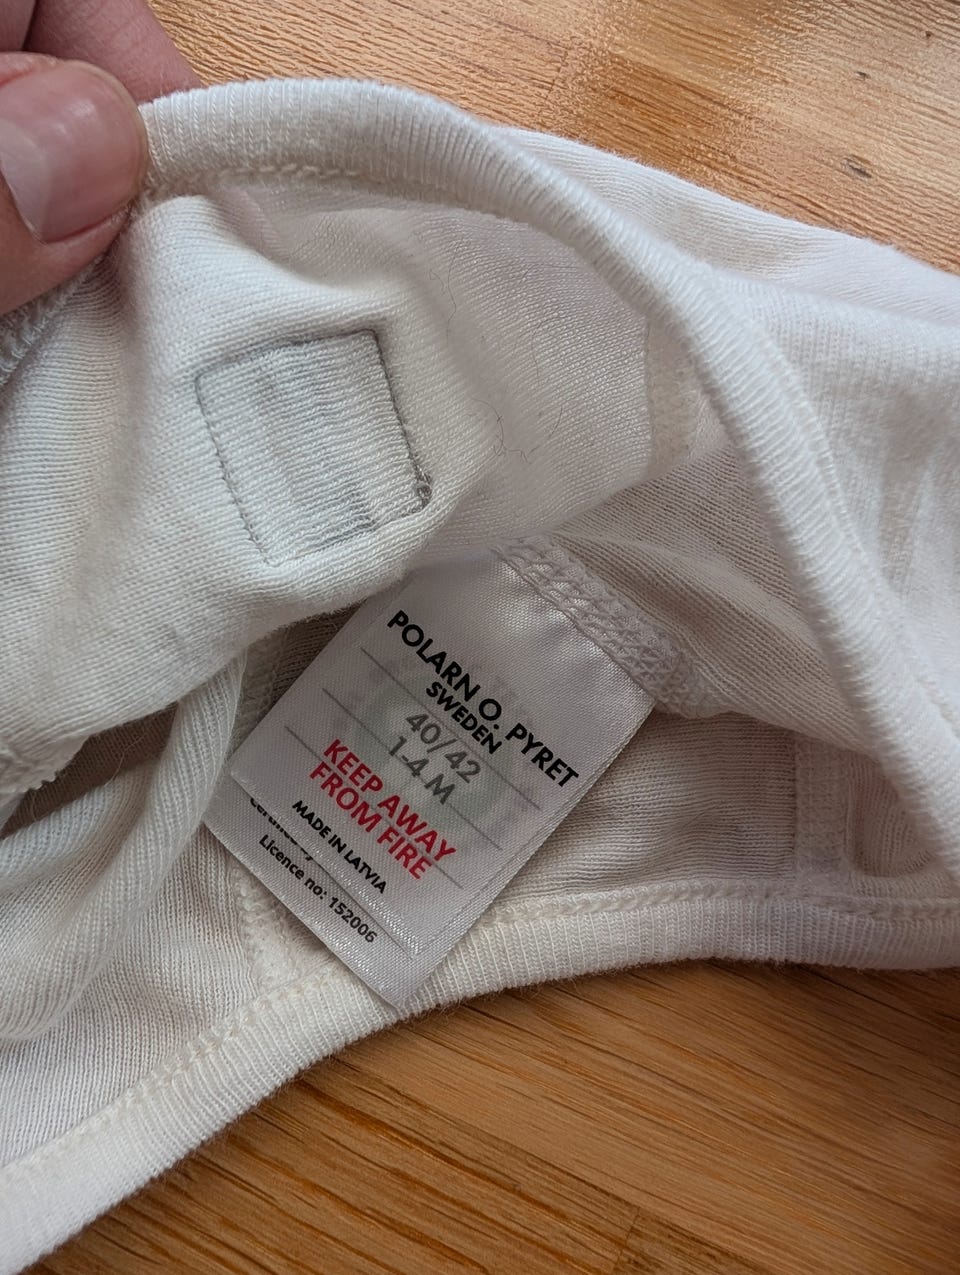 POLARN O. PYRET
SWEDEN
40/42
1-4 M
KEEP AWAY
FROM FIRE
MADE IN LATVIA
Licence no: 152006